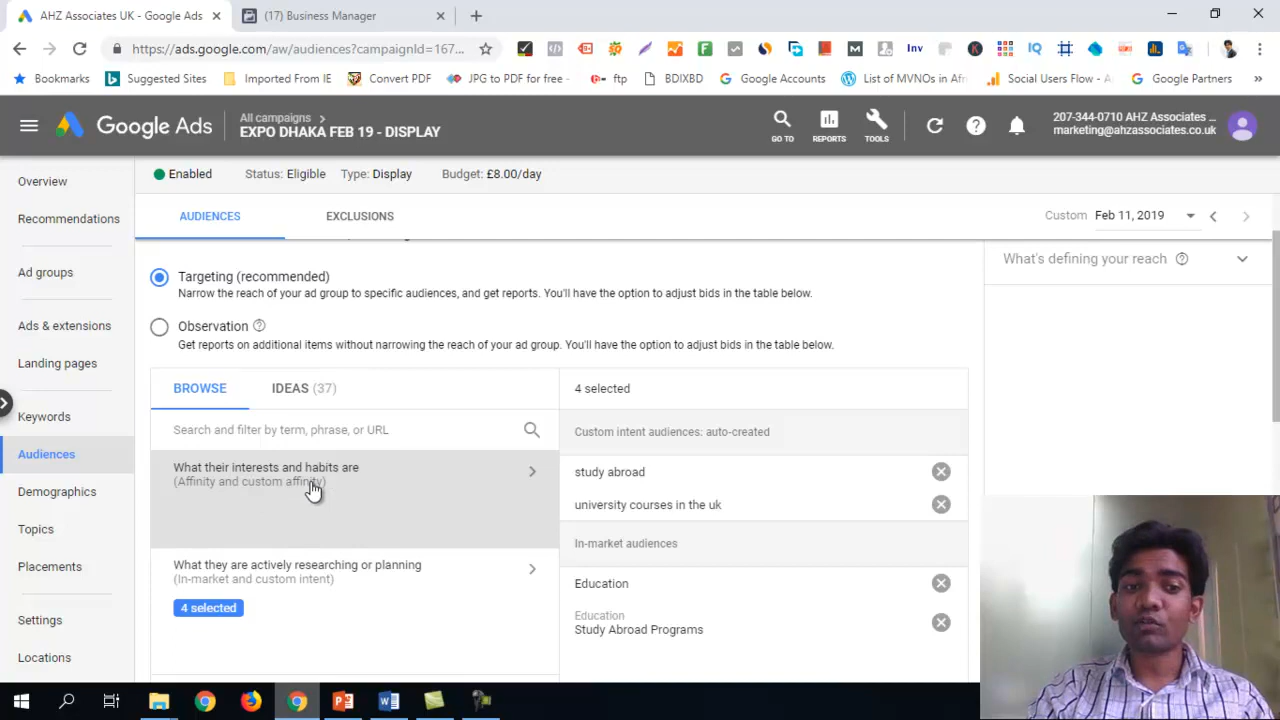 AHZ Associates UK - Google Ads
(17) Business Manager
https://ads.google.com/aw/audiences?campaignId=167...
Inv
IQ
Bookmarks
Suggested Sites
Imported From IE
Convert PDF
JPG to PDF for free -
ftp
BDIXBD
Google Accounts
List of MVNOs in Afr
Social Users Flow - A
Google Partners
Google Ads
All campaigns
EXPO DHAKA FEB 19 - DISPLAY
GO TO
REPORTS
TOOLS
207-344-0710 AHZ Associates ...
marketing@ahzassociates.co.uk
Overview
Recommendations
Ad groups
Ads & extensions
Landing pages
Keywords
Audiences
Demographics
Topics
Placements
Settings
Locations
Enabled
Status: Eligible
Type: Display
Budget: £8.00/day
AUDIENCES
EXCLUSIONS
Custom
Feb 11, 2019
Targeting (recommended)
Narrow the reach of your ad group to specific audiences, and get reports. You'll have the option to adjust bids in the table below.
Observation
Get reports on additional items without narrowing the reach of your ad group. You'll have the option to adjust bids in the table below.
BROWSE
IDEAS (37)
Search and filter by term, phrase, or URL
What their interests and habits are
(Affinity and custom affinity)
What they are actively researching or planning
(In-market and custom intent)
4 selected
4 selected
Custom intent audiences: auto-created
study abroad
university courses in the uk
In-market audiences
Education
Education
Study Abroad Programs
What's defining your reach